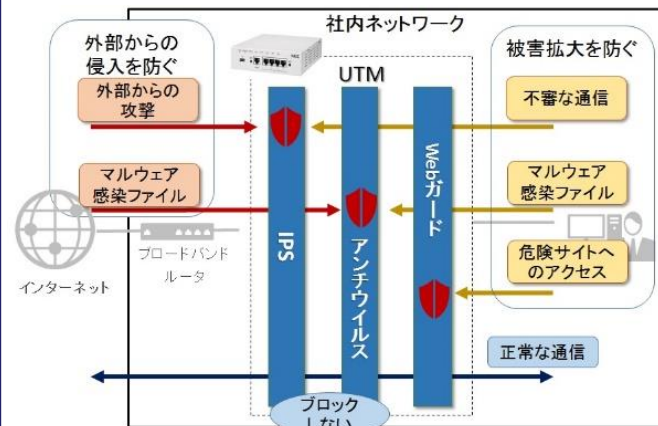 社内ネットワーク
外部からの
侵入を防ぐ
被害拡大を防ぐ
UTM
外部からの
攻撃
不審な通信
マルウェア
感染ファイル
マルウェア
感染ファイル
危険サイトへ
のアクセス
IPS
アンチウイルス
Webガード
インターネット
ブロードバンド
ルータ
正常な通信
ブロック
しない